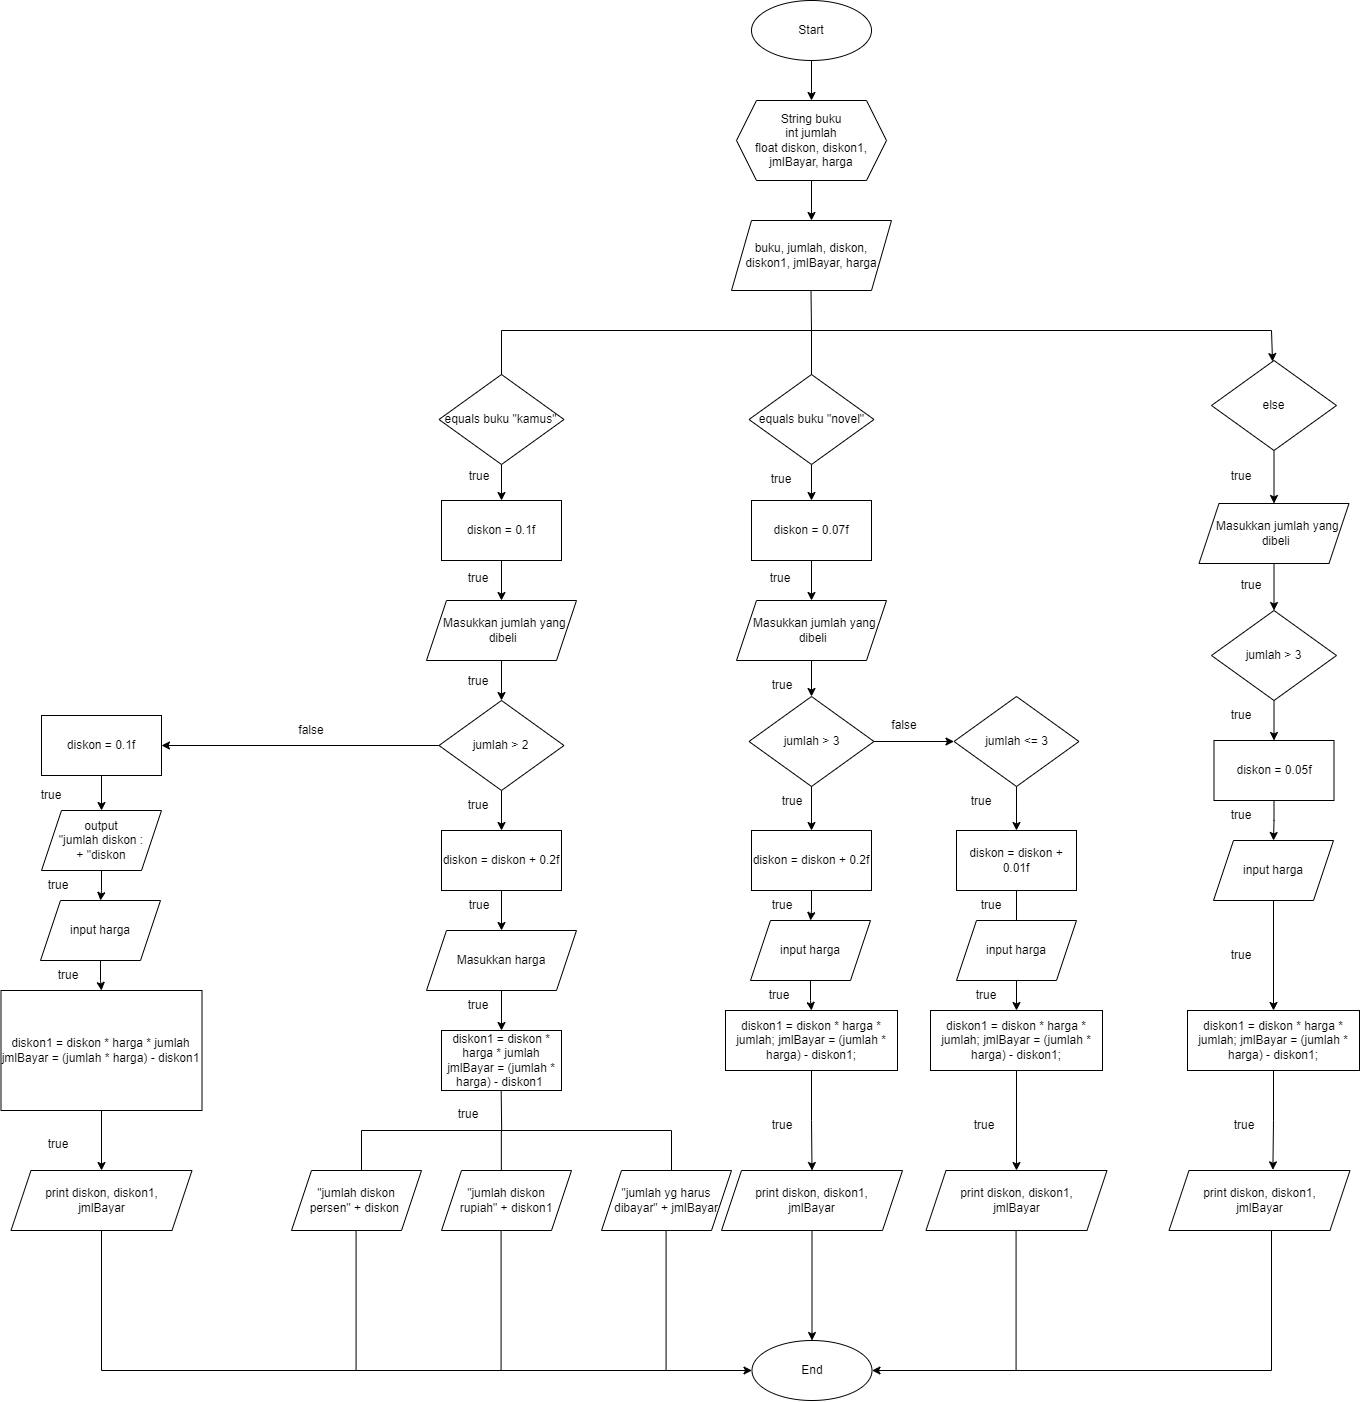 Start
String buku
int jumlah
float diskon, diskon1,
jmlBayar, harga
buku, jumlah, diskon,
diskon1, jmlBayar, harga
equals buku "kamus"
equals buku "novel"
else
true
true
true
diskon = 0.1f
diskon = 0.07f
Masukkan jumlah yang
dibeli
true
true
true
Masukkan jumlah yang
dibeli
Masukkan jumlah yang
dibeli
jumlah > 3
true
true
true
diskon = 0.1f
false
jumlah > 2
jumlah > 3
false
jumlah <= 3
diskon = 0.05f
true
true
true
true
true
output
"jumlah diskon :
+ "diskon
diskon = diskon + 0.2f
diskon = diskon + 0.2f
diskon = diskon +
0.01f
input harga
true
true
true
true
input harga
Masukkan harga
input harga
input harga
true
true
true
true
true
diskon1 = diskon * harga * jumlah
jmlBayar = (jumlah * harga) - diskon1
diskon1 = diskon *
harga * jumlah
jmlBayar = (jumlah *
harga) - diskon1
diskon1 = diskon * harga *
jumlah; jmlBayar = (jumlah *
harga) - diskon1;
diskon1 = diskon * harga *
jumlah; jmlBayar = (jumlah *
harga) - diskon1;
diskon1 = diskon * harga *
jumlah; jmlBayar = (jumlah *
harga) - diskon1;
true
true
true
true
true
print diskon, diskon1,
jmlBayar
"jumlah diskon
persen" + diskon
"jumlah diskon
rupiah" + diskon1
"jumlah yg harus
dibayar" + jmlBayar
print diskon, diskon1,
jmlBayar
print diskon, diskon1,
jmlBayar
print diskon, diskon1,
jmlBayar
End